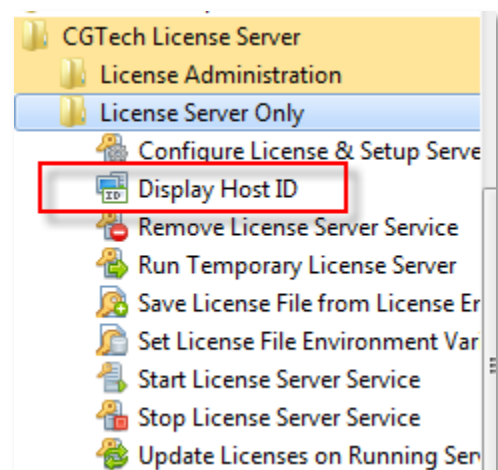 CGTech License Server
License Administration
License Server Only
Configure License & Setup Serve
Display Host ID
Remove License Server Service
Run Temporary License Server
Save License File from License Er
Set License File Environment Var
Start License Server Service
Stop License Server Service
Update Licenses on Running Serv